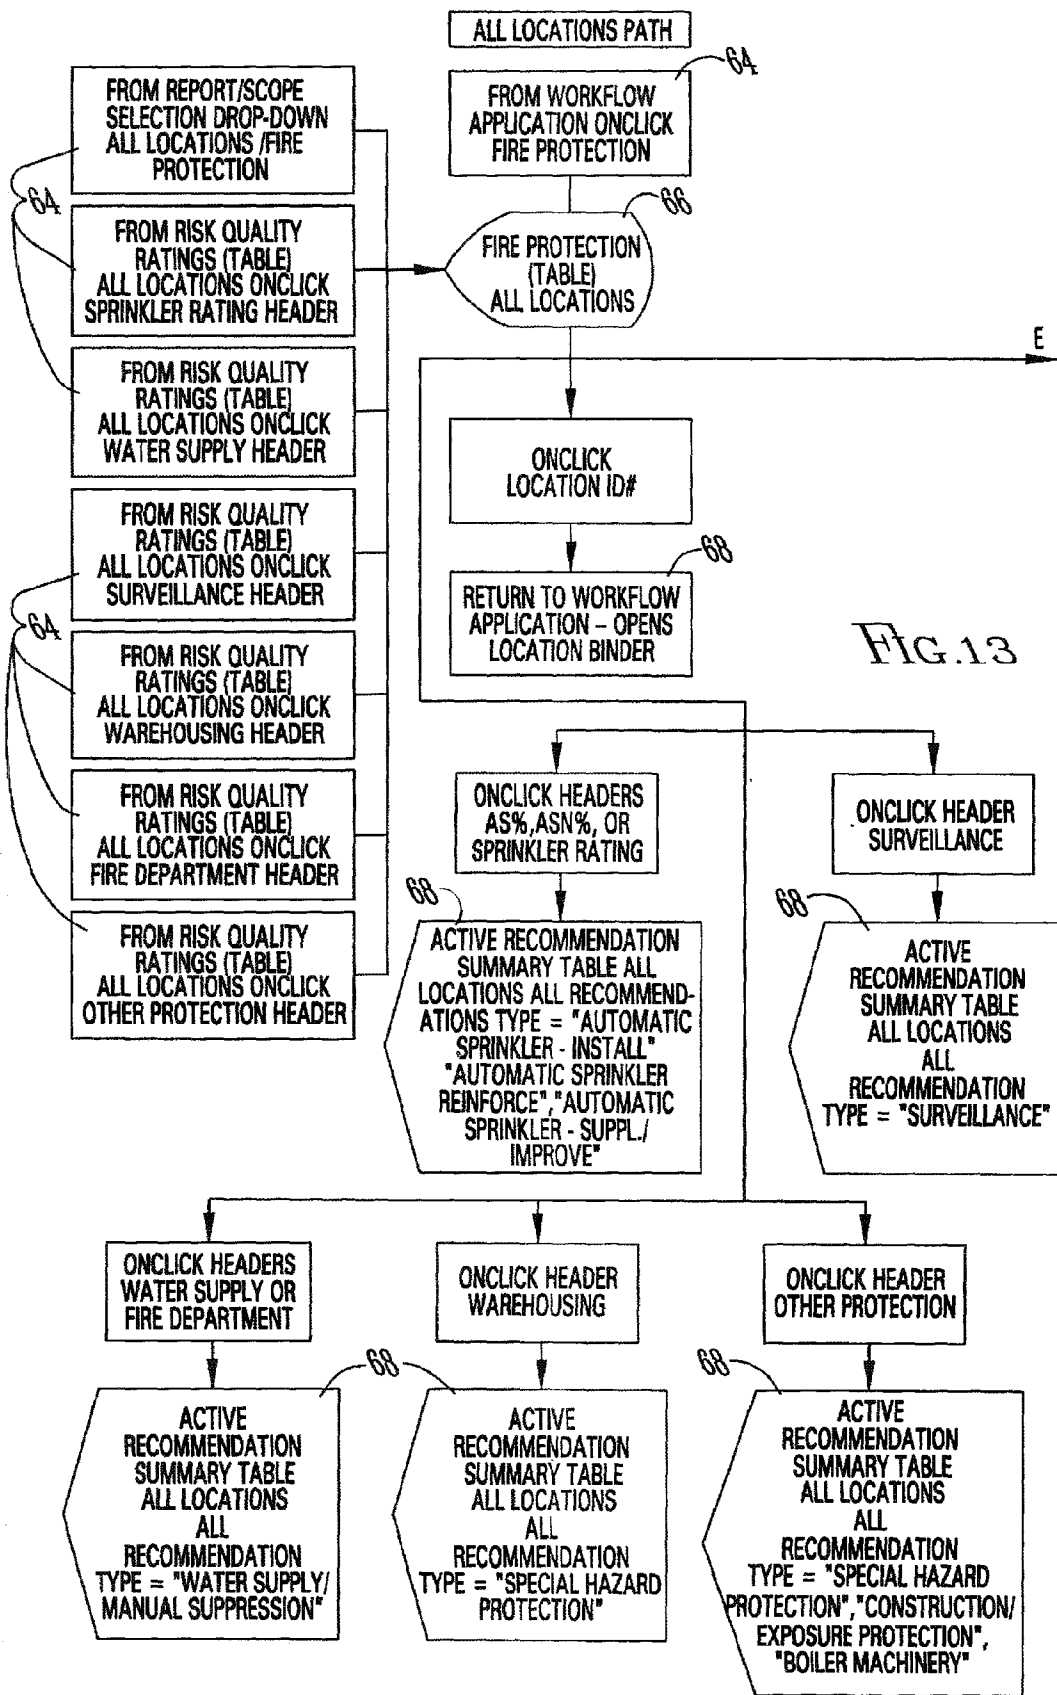 ALL LOCATIONS PATH
64
FROM WORKFLOW
APPLICATION ONCLICK
FIRE PROTECTION
FROM REPORT/SCOPE
SELECTION DROP-DOWN
ALL LOCATIONS /FIRE
PROTECTION
64
FROM RISK QUALITY
RATINGS (TABLE)
ALL LOCATIONS ONCLICK
SPRINKLER RATING HEADER
66
FIRE PROTECTION
(TABLE)
ALL LOCATIONS
E
FROM RISK QUALITY
RATINGS (TABLE)
ALL LOCATIONS ONCLICK
WATER SUPPLY HEADER
ONCLICK
LOCATION ID#
FROM RISK QUALITY
RATINGS (TABLE)
ALL LOCATIONS ONCLICK
SURVEILLANCE HEADER
68
RETURN TO WORKFLOW
APPLICATION – OPENS
LOCATION BINDER
64
FIG.13
FROM RISK QUALITY
RATINGS (TABLE)
ALL LOCATIONS ONCLICK
WAREHOUSING HEADER
FROM RISK QUALITY
RATINGS (TABLE)
ALL LOCATIONS ONCLICK
FIRE DEPARTMENT HEADER
FROM RISK QUALITY
RATINGS (TABLE)
ALL LOCATIONS ONCLICK
OTHER PROTECTION HEADER
ONCLICK HEADERS
AS%,ASN%, OR
SPRINKLER RATING
ONCLICK HEADER
SURVEILLANCE
68
ACTIVE RECOMMENDATION
SUMMARY TABLE ALL
LOCATIONS ALL RECOMMEND-
ATIONS TYPE = "AUTOMATIC
SPRINKLER - INSTALL"
"AUTOMATIC SPRINKLER
REINFORCE","AUTOMATIC
SPRINKLER - SUPPL./
IMPROVE"
68
ACTIVE
RECOMMENDATION
SUMMARY TABLE
ALL LOCATIONS
ALL
RECOMMENDATION
TYPE = "SURVEILLANCE"
ONCLICK HEADERS
WATER SUPPLY OR
FIRE DEPARTMENT
ONCLICK HEADER
WAREHOUSING
ONCLICK HEADER
OTHER PROTECTION
68
68
ACTIVE
RECOMMENDATION
SUMMARY TABLE
ALL LOCATIONS
ALL
RECOMMENDATION
TYPE = "WATER SUPPLY/
MANUAL SUPPRESSION"
ACTIVE
RECOMMENDATION
SUMMARY TABLE
ALL LOCATIONS
ALL
RECOMMENDATION
TYPE = "SPECIAL HAZARD
PROTECTION"
ACTIVE
RECOMMENDATION
SUMMARY TABLE
ALL LOCATIONS
ALL
RECOMMENDATION
TYPE = "SPECIAL HAZARD
PROTECTION","CONSTRUCTION/
EXPOSURE PROTECTION",
"BOILER MACHINERY"